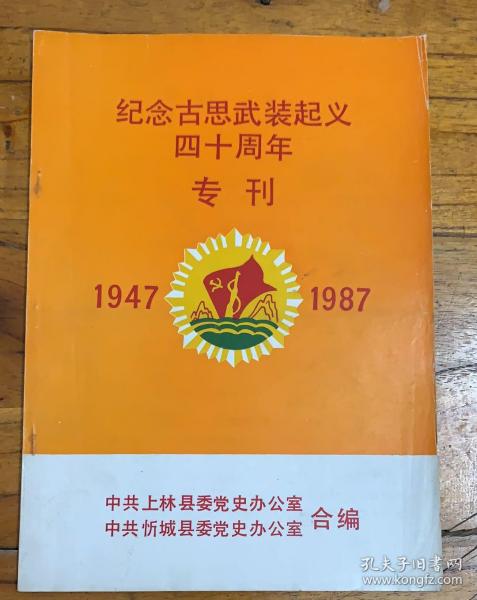 纪念古思武装起义
四十周年
专刊
1947 1987
中共上林县委党史办公室
中共忻城县委党史办公室
合编
孔夫子旧书网
www.kongfz.com